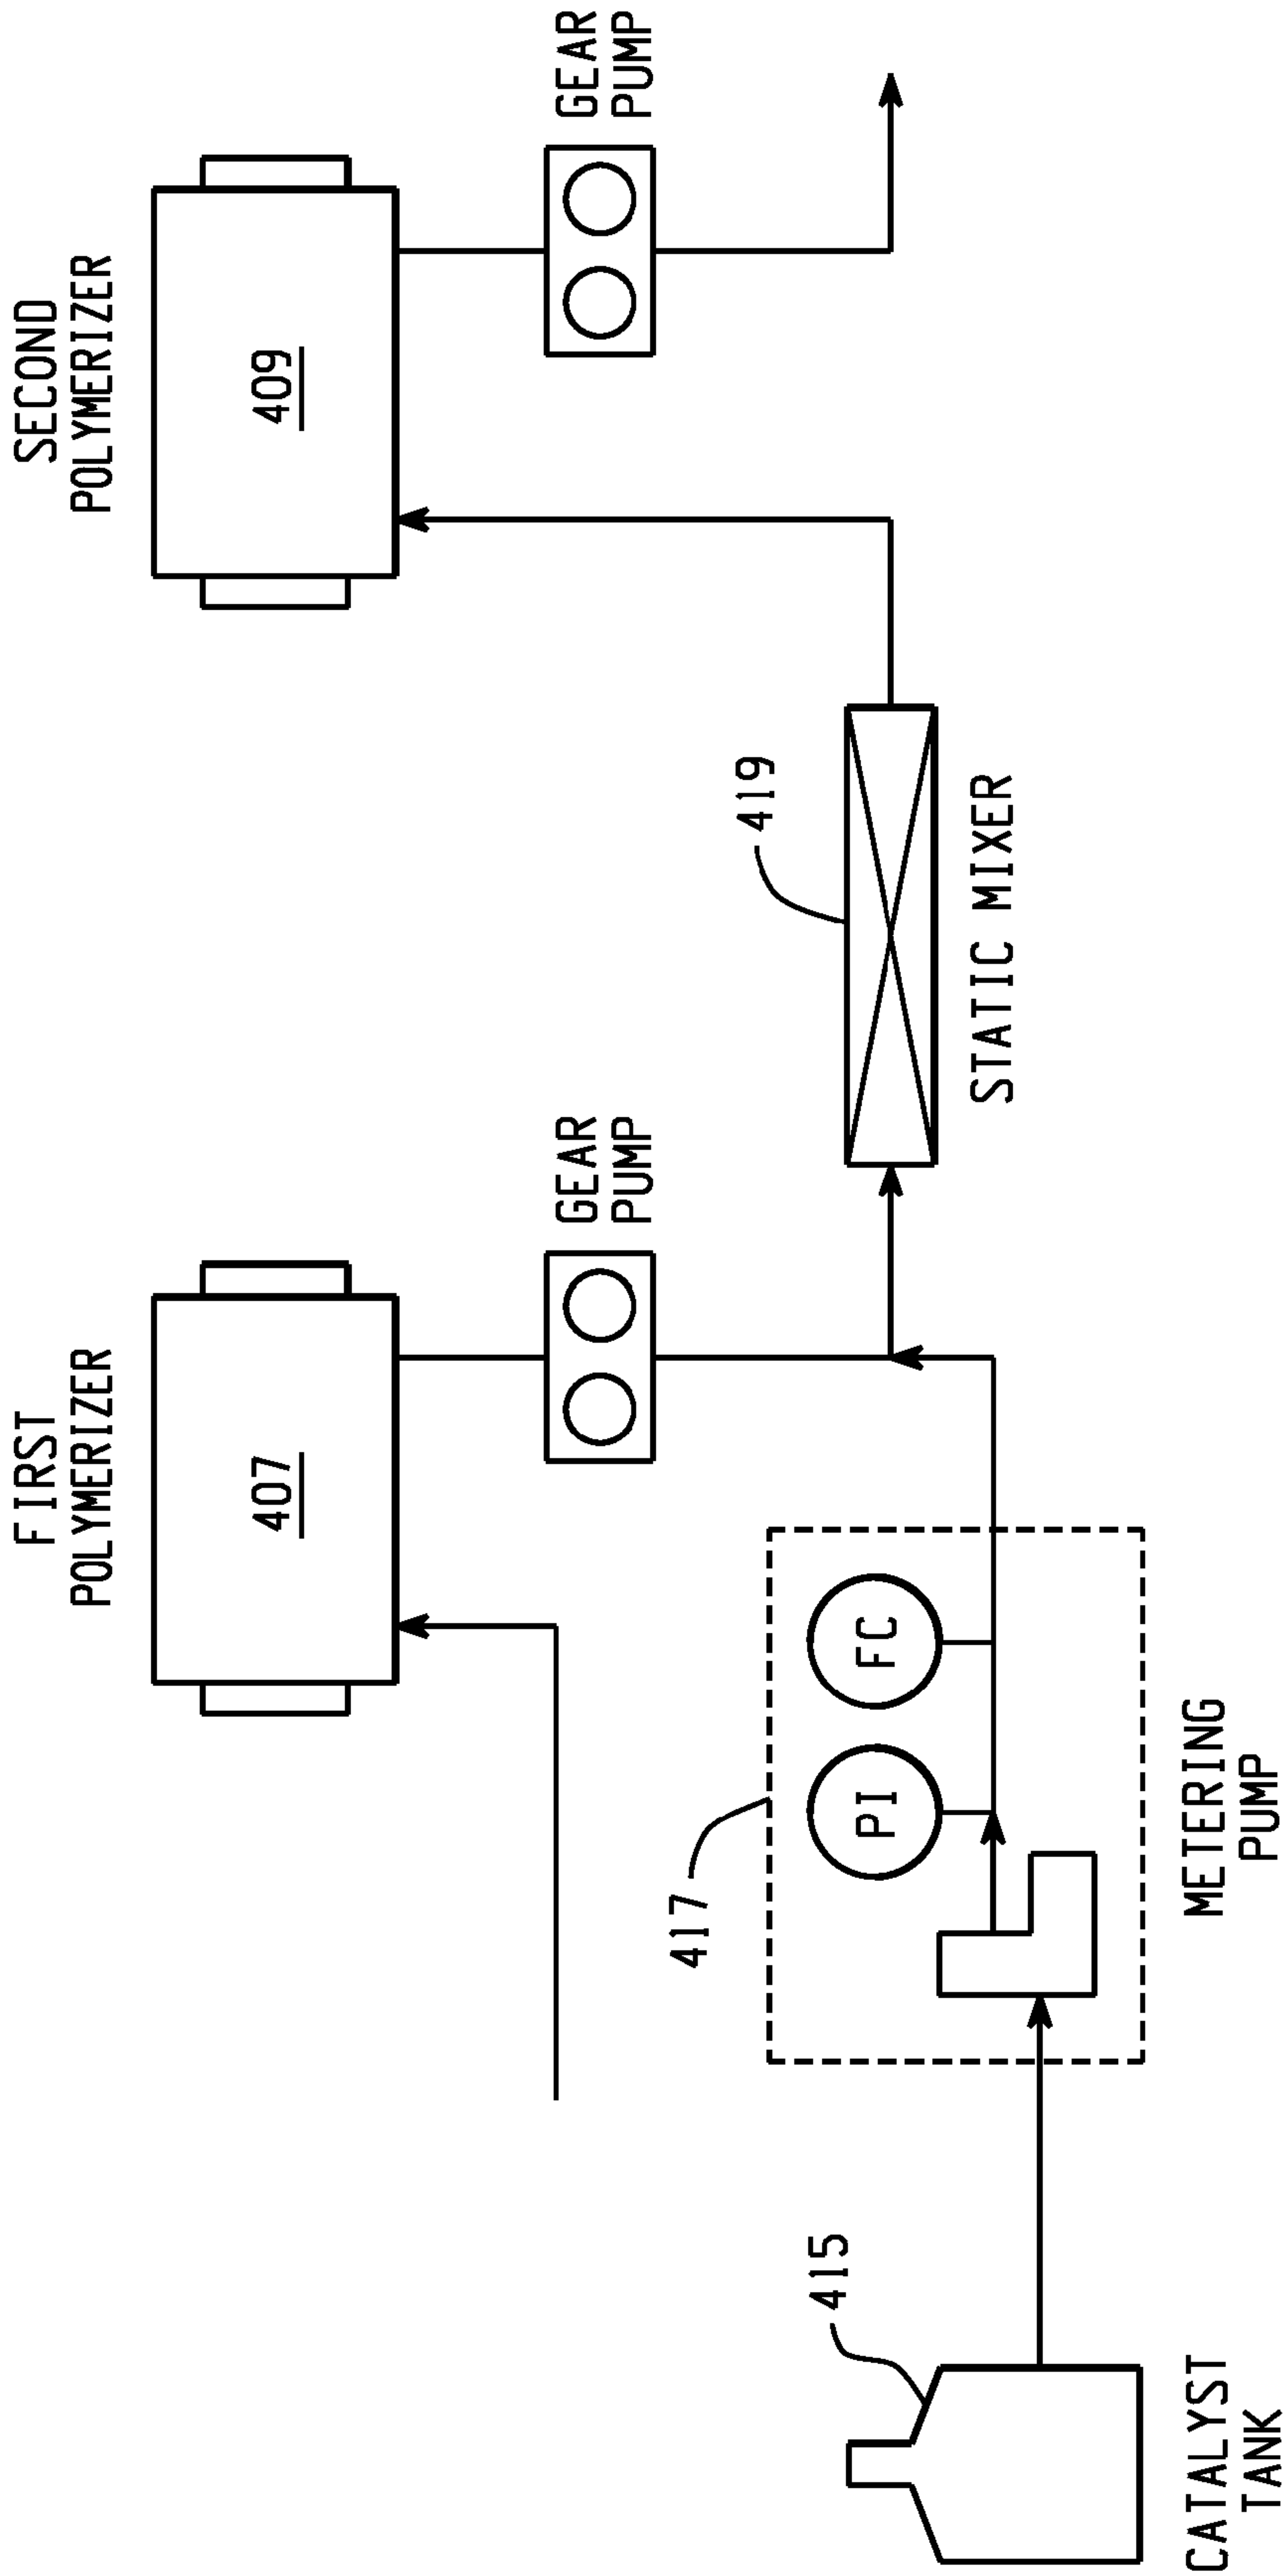 FIRST
POLYMERIZER
407
SECOND
POLYMERIZER
409
GEAR
PUMP
GEAR
PUMP
417
PI
FC
METERING
PUMP
415
CATALYST
TANK
419
STATIC MIXER